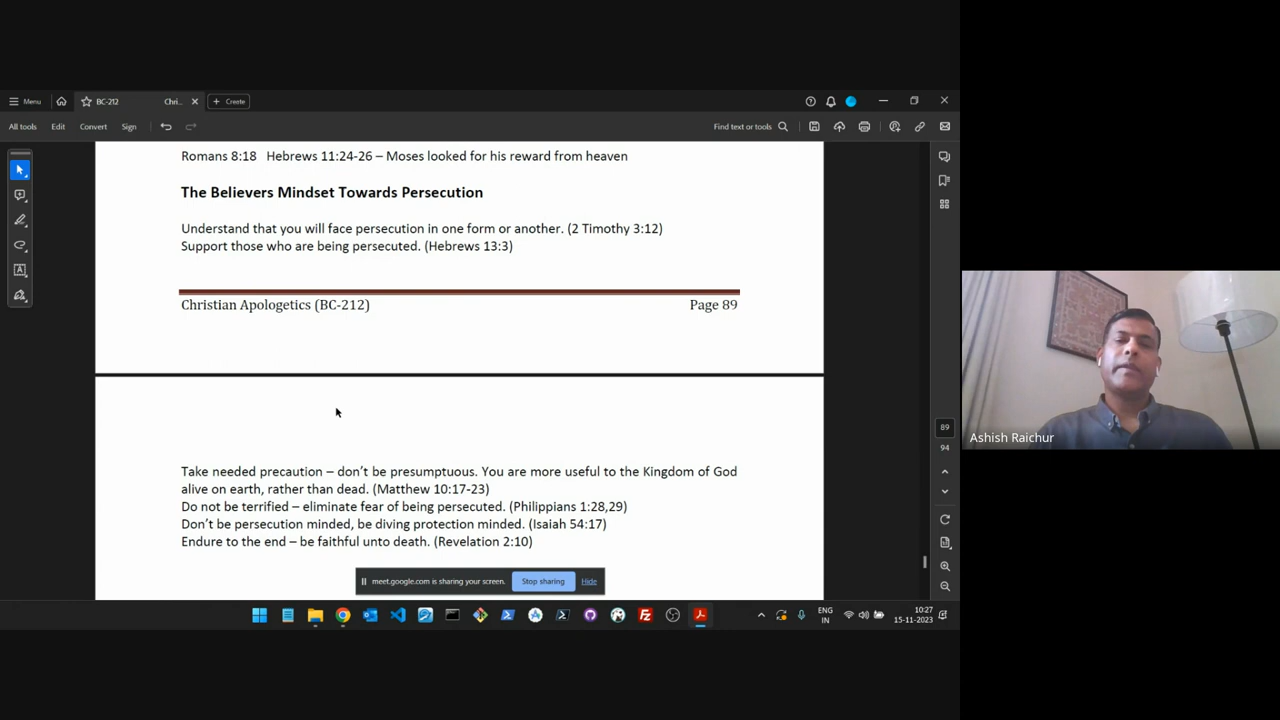 Menu
BC-212
Chri...
Create
All tools
Edit
Convert
Sign
Find text or tools
Romans 8:18 Hebrews 11:24-26 – Moses looked for his reward from heaven
The Believers Mindset Towards Persecution
Understand that you will face persecution in one form or another. (2 Timothy 3:12)
Support those who are being persecuted. (Hebrews 13:3)
Christian Apologetics (BC-212)
Page 89
Take needed precaution – don't be presumptuous. You are more useful to the Kingdom of God
alive on earth, rather than dead. (Matthew 10:17-23)
Do not be terrified – eliminate fear of being persecuted. (Philippians 1:28,29)
Don't be persecution minded, be diving protection minded. (Isaiah 54:17)
Endure to the end – be faithful unto death. (Revelation 2:10)
89
94
meet.google.com is sharing your screen.
Stop sharing
Hide
ENG
IN
10:27
15-11-2023
Ashish Raichur